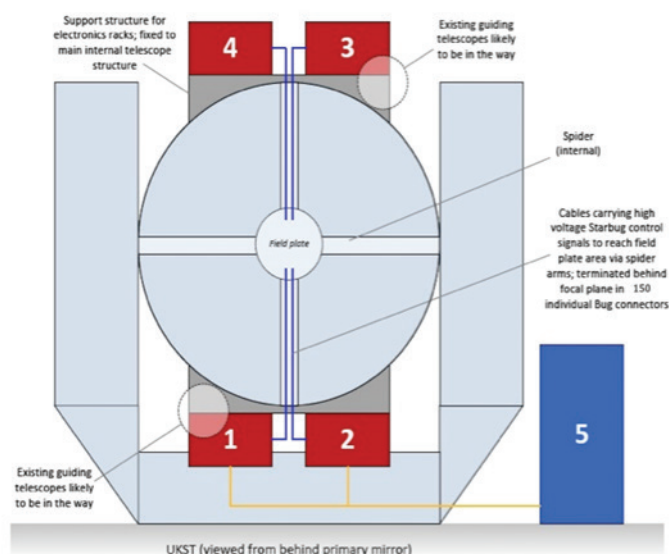 Support structure for
electronics racks; fixed to
main internal telescope
structure
4
3
Existing guiding
telescopes likely
to be in the way
Spider
(internal)
Field plate
Cables carrying high
voltage Starbug control
signals to reach field
plate area via spider
arms; terminated behind
focal plane in 150
individual Bug connectors
1
2
5
Existing guiding
telescopes likely
to be in the way
UKST (viewed from behind primary mirror)